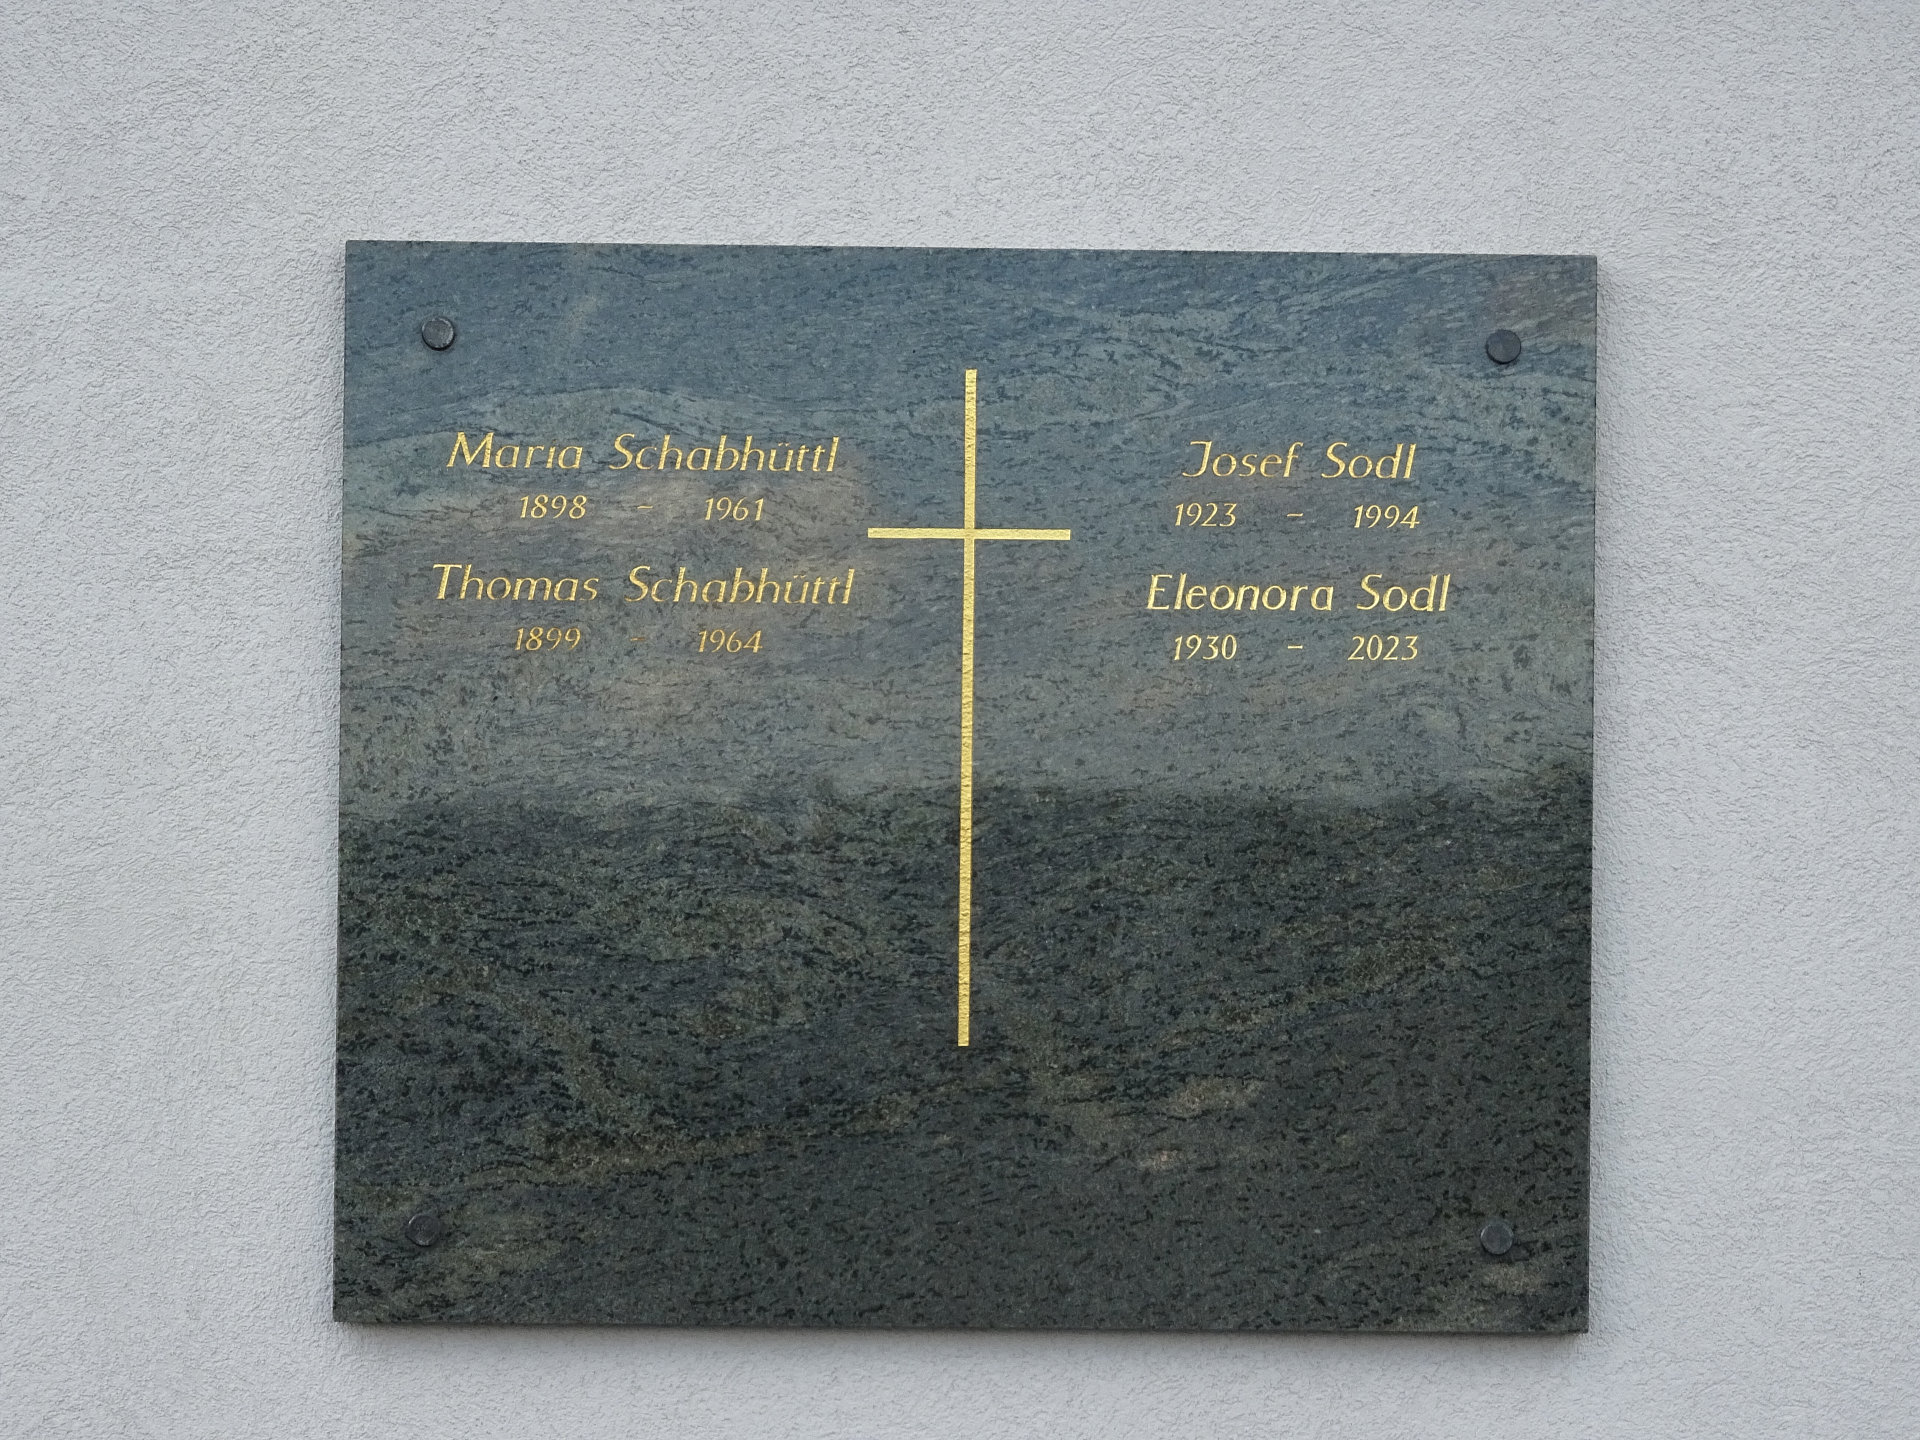 Maria Schabhüttl
1898 - 1961
Thomas Schabhüttl
1899 - 1964
Josef Sodl
1923 - 1994
Eleonora Sodl
1930 - 2023